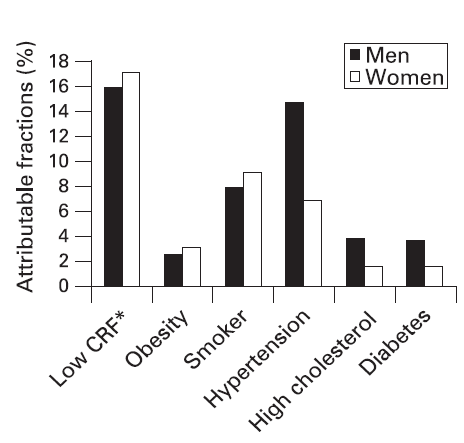 Attributable fractions (%)
18
16
14
12
10
8
6
4
2
0
Men
Women
Low CRF*
Obesity
Smoker
Hypertension
High cholesterol
Diabetes